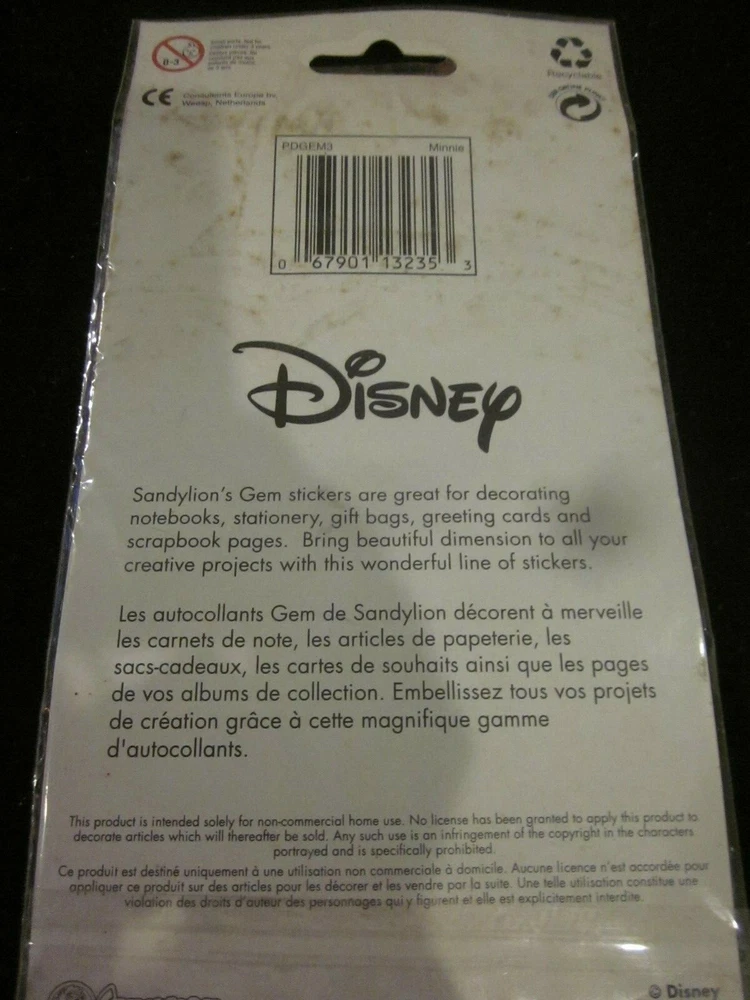 0-3
Recyclable
CE
Consultants Europe Inc
Weesp, Netherlands
PDGEM3 Minnie
0 67901 13235 3
Disney
Sandylion's Gem stickers are great for decorating
notebooks, stationery, gift bags, greeting cards and
scrapbook pages. Bring beautiful dimension to all your
creative projects with this wonderful line of stickers.
Les autocollants Gem de Sandylion décorent à merveille
les carnets de note, les articles de papeterie, les
sacs-cadeaux, les cartes de souhaits ainsi que les pages
de vos albums de collection. Embellissez tous vos projets
de création grâce à cette magnifique gamme
d'autocollants.
This product is intended solely for non-commercial home use. No license has been granted to apply this product to
decorate articles which will thereafter be sold. Any such use is an infringement of the copyright in the characters
portrayed and is specifically prohibited.
Ce produit est destiné uniquement à une utilisation non commerciale à domicile. Aucune licence n'est accordée pour
appliquer ce produit sur des articles pour les décorer et les vendre par la suite. Une telle utilisation constitue une
violation des droits d'auteur des personnages qui y figurent et elle est explicitement interdite.
© Disney